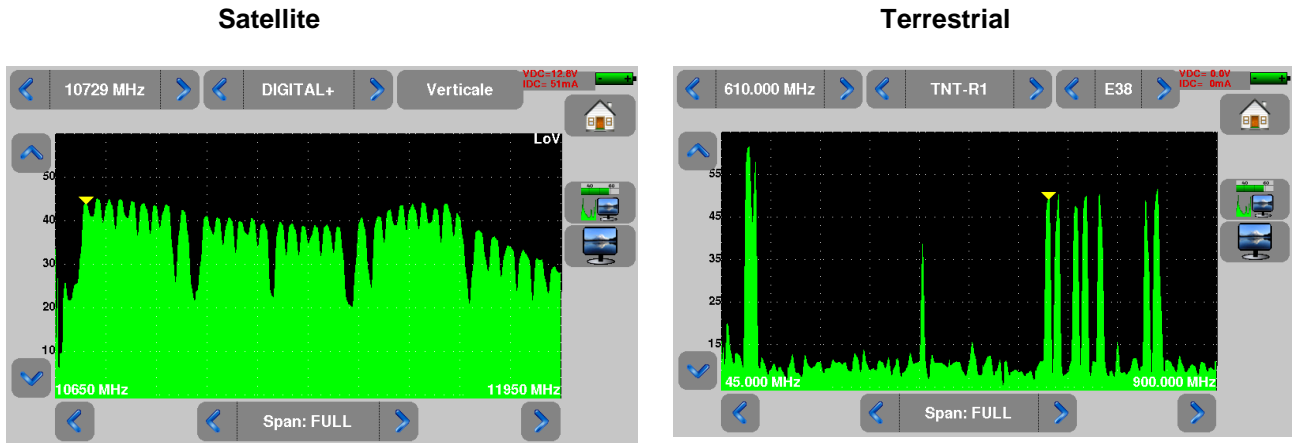 Satellite
Terrestrial
10729 MHz
DIGITAL+
Verticale
VDC=12.8V
IDC= 51mA
LoV
50
40
30
20
10
10650 MHz
11950 MHz
Span: FULL
610.000 MHz
TNT-R1
E38
VDC= 0.0V
IDC= 0mA
55
45
35
25
15
45.000 MHz
900.000 MHz
Span: FULL